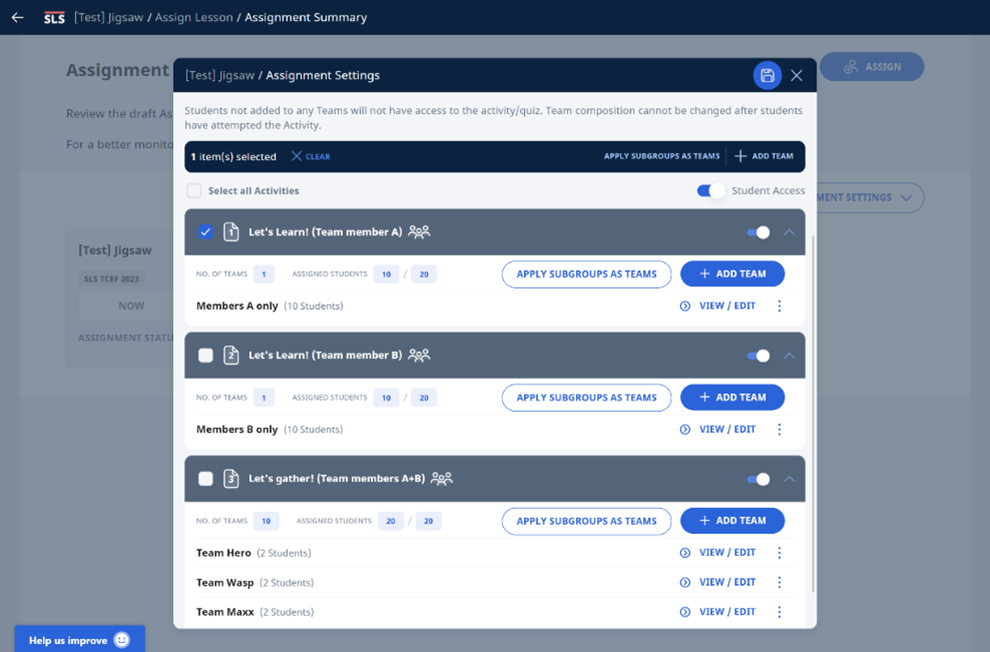 SLS [Test] Jigsaw / Assign Lesson / Assignment Summary
Assignment
ASSIGN
Review the draft As
For a better monito
[Test] Jigsaw / Assignment Settings
Students not added to any Teams will not have access to the activity/quiz. Team composition cannot be changed after students
have attempted the Activity.
1 item(s) selected CLEAR APPLY SUBGROUPS AS TEAMS ADD TEAM
Select all Activities Student Access
MENT SETTINGS
[Test] Jigsaw
SLS TCEF 2023
NOW
ASSIGNMENT STATU
1 Let's Learn! (Team member A)
NO. OF TEAMS 1 ASSIGNED STUDENTS 10 / 20 APPLY SUBGROUPS AS TEAMS + ADD TEAM
Members A only (10 Students) VIEW / EDIT
2 Let's Learn! (Team member B)
NO. OF TEAMS 1 ASSIGNED STUDENTS 10 / 20 APPLY SUBGROUPS AS TEAMS + ADD TEAM
Members B only (10 Students) VIEW / EDIT
3 Let's gather! (Team members A+B)
NO. OF TEAMS 10 ASSIGNED STUDENTS 20 / 20 APPLY SUBGROUPS AS TEAMS + ADD TEAM
Team Hero (2 Students) VIEW / EDIT
Team Wasp (2 Students) VIEW / EDIT
Team Maxx (2 Students) VIEW / EDIT
Help us improve